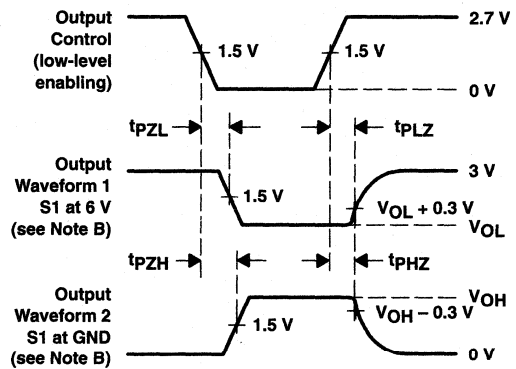 Output
Control
(low-level
enabling)
2.7 V
1.5 V
1.5 V
0 V
tPZL
tPLZ
Output
Waveform 1
S1 at 6 V
(see Note B)
3 V
1.5 V
VOL + 0.3 V
VOL
tPZH
tPHZ
Output
Waveform 2
S1 at GND
(see Note B)
VOH
1.5 V
VOH − 0.3 V
0 V